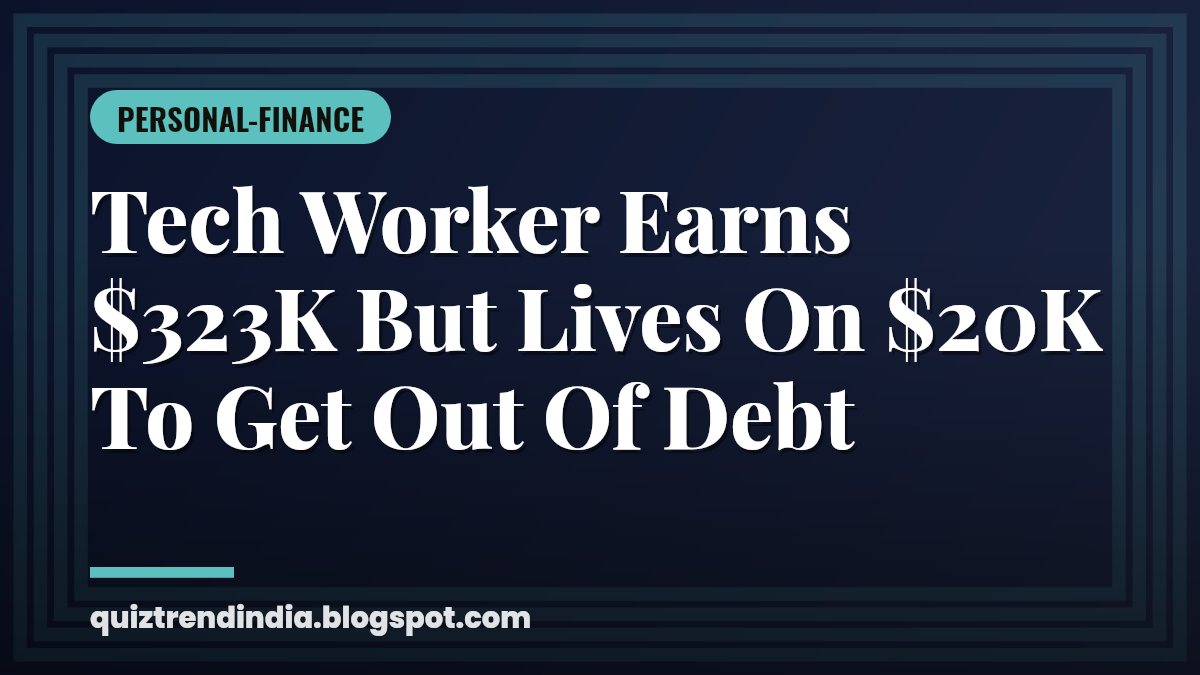 PERSONAL-FINANCE
Tech Worker Earns
$323K But Lives On $20K
To Get Out Of Debt
quiztrendindia.blogspot.com